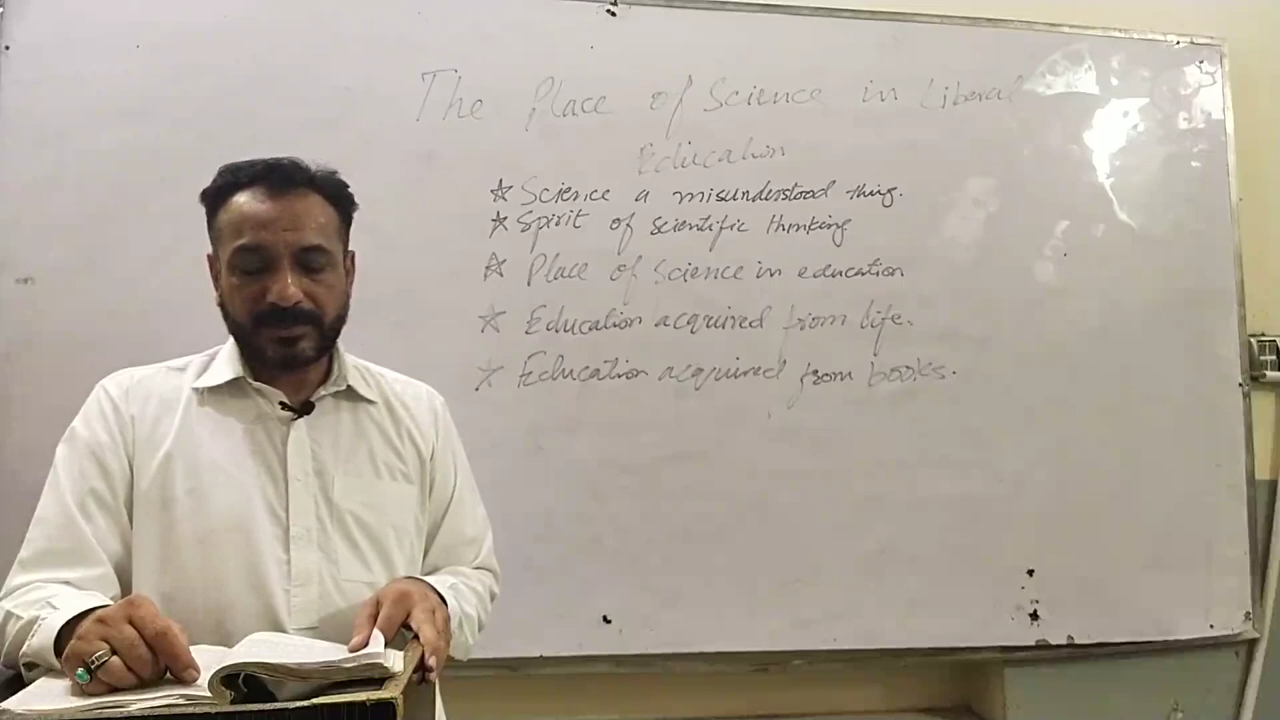 The Place of Science in Liberal
Education
☆ Science a misunderstood thing.
☆ Spirit of scientific thinking
☆ Place of Science in education
☆ Education acquired from life.
☆ Education acquired from books.